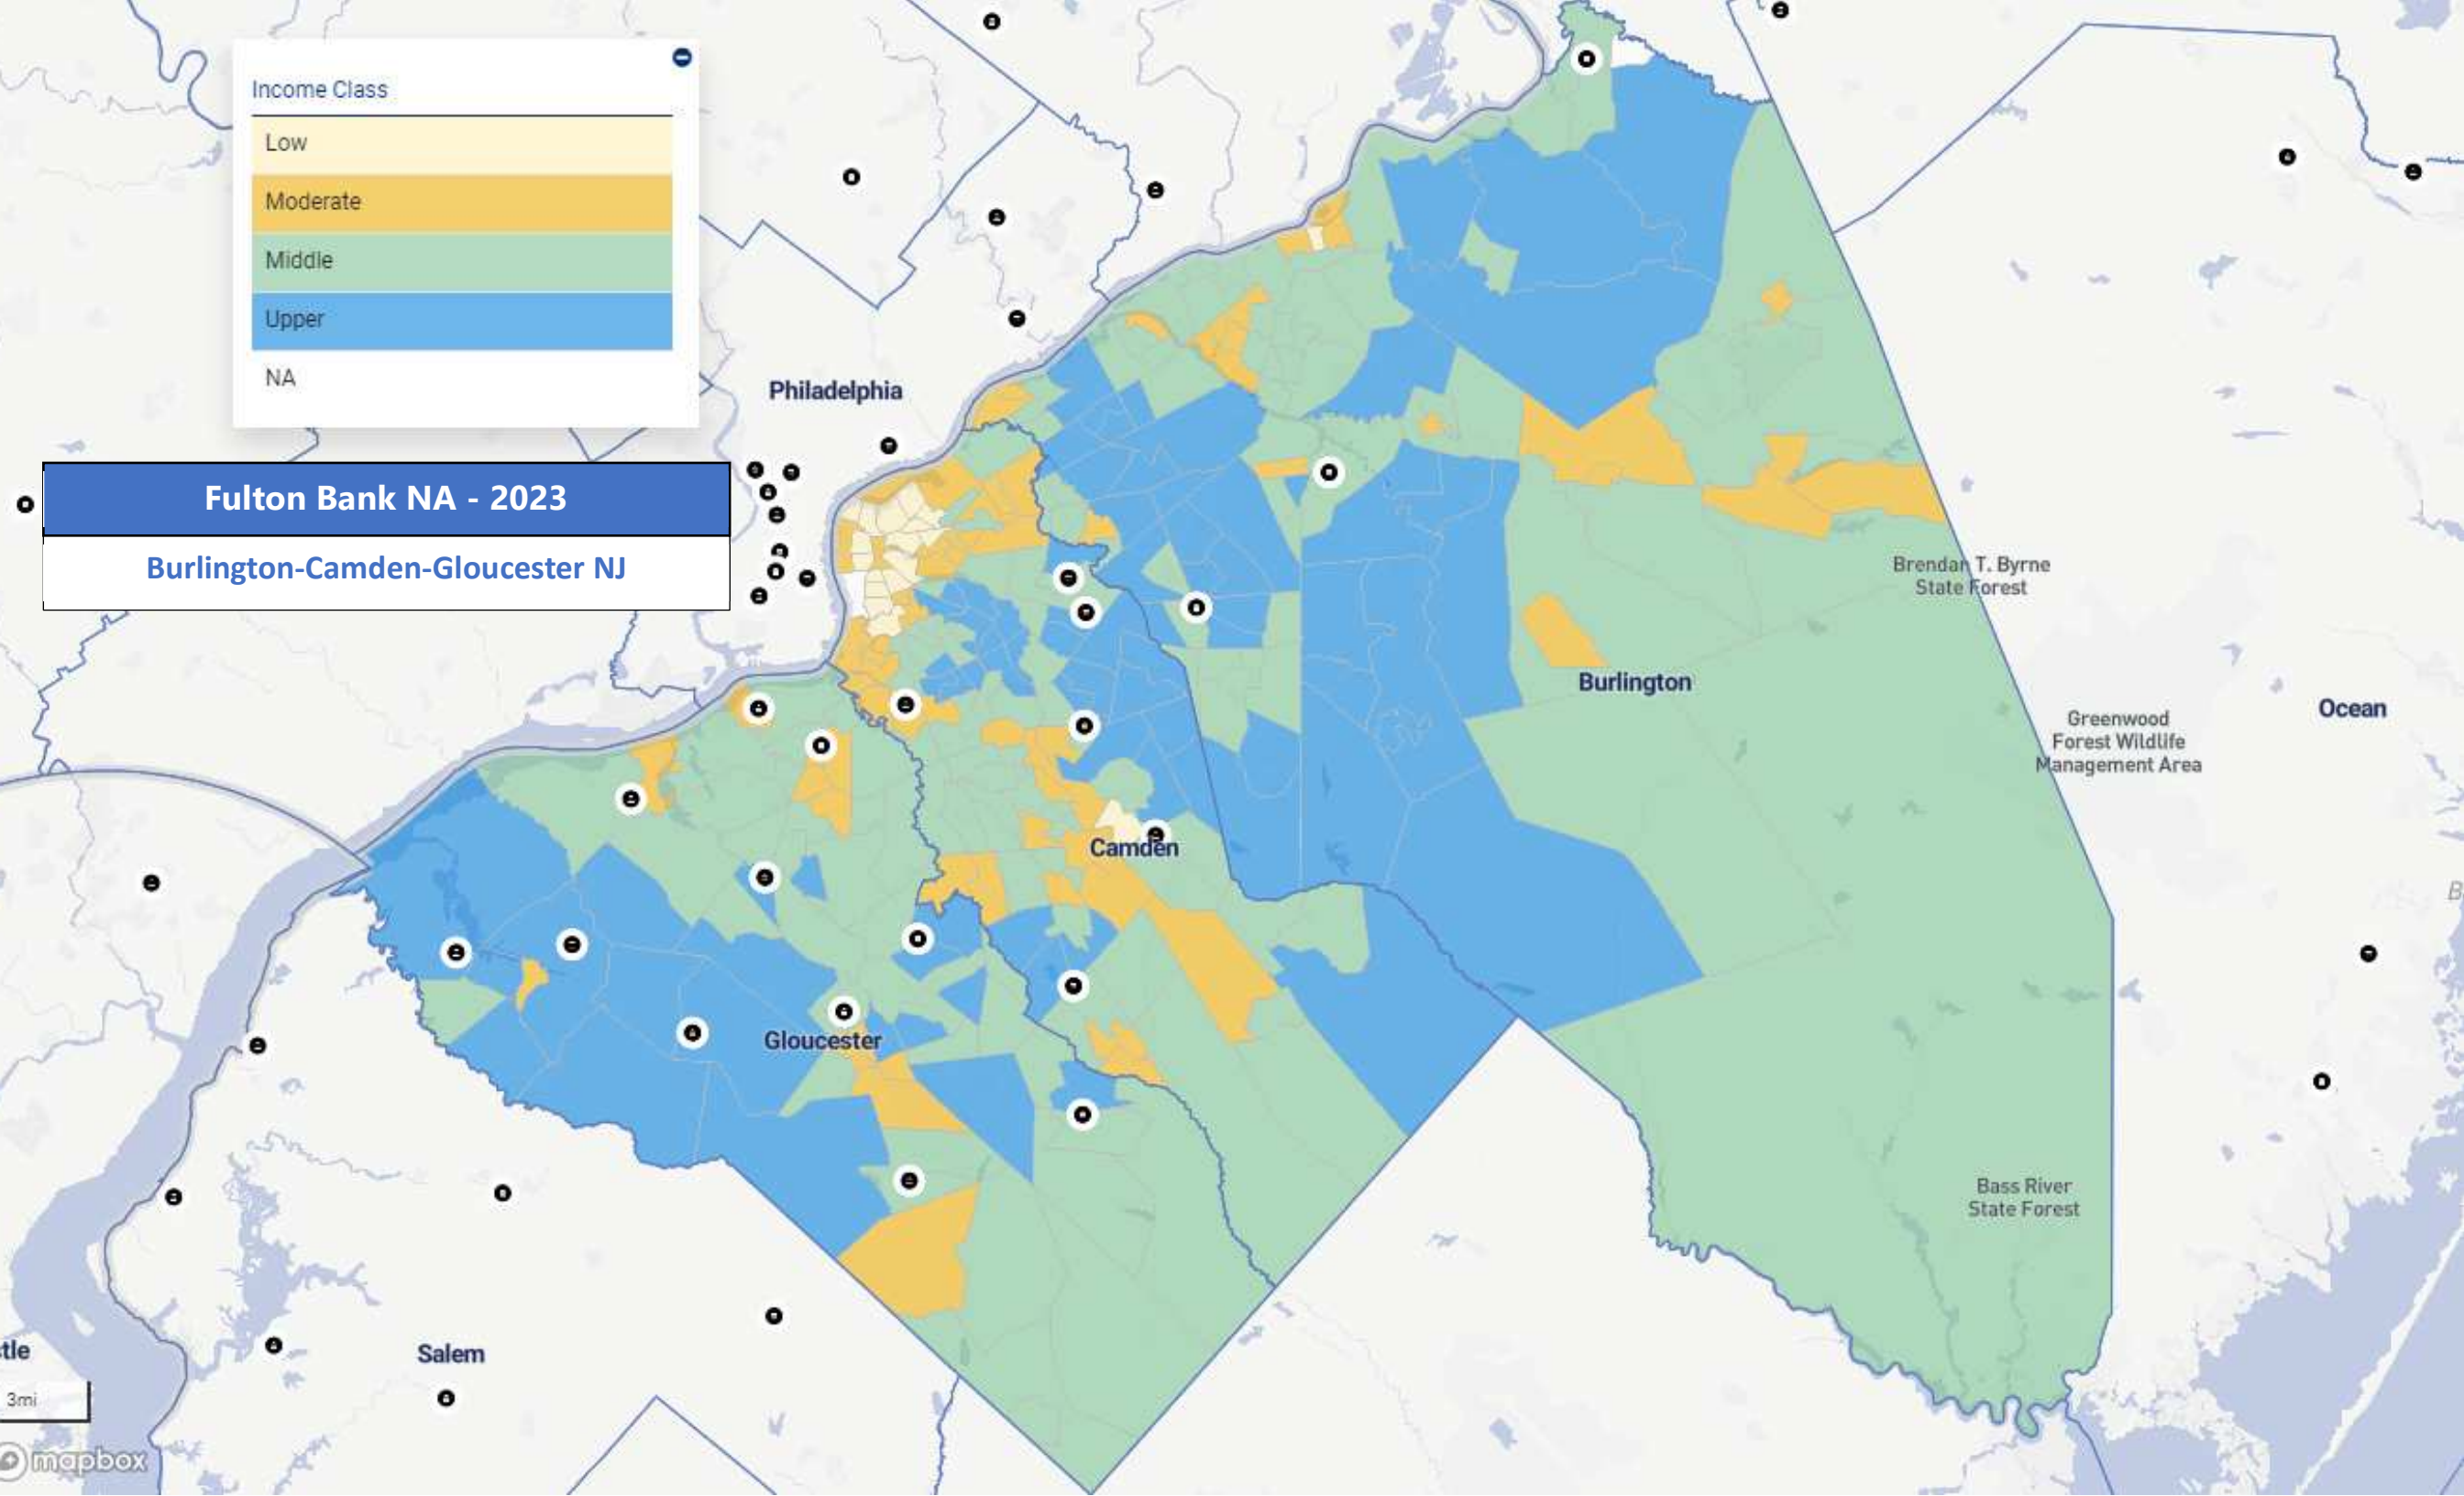 Income Class
Low
Moderate
Middle
Upper
NA
Philadelphia
Fulton Bank NA - 2023
Burlington-Camden-Gloucester NJ
Brendan T. Byrne
State Forest
Burlington
Ocean
Greenwood
Forest Wildlife
Management Area
Camden
B
Gloucester
Bass River
State Forest
tle
Salem
3mi
mapbox